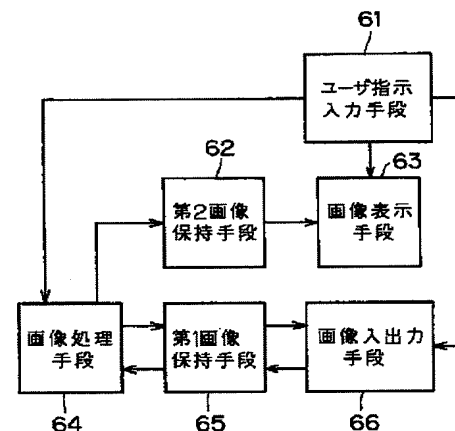 61
ユーザ指示
入力手段
62
第2画像
保持手段
63
画像表示
手段
画像処理
手段
64
第1画像
保持手段
65
画像入出力
手段
66